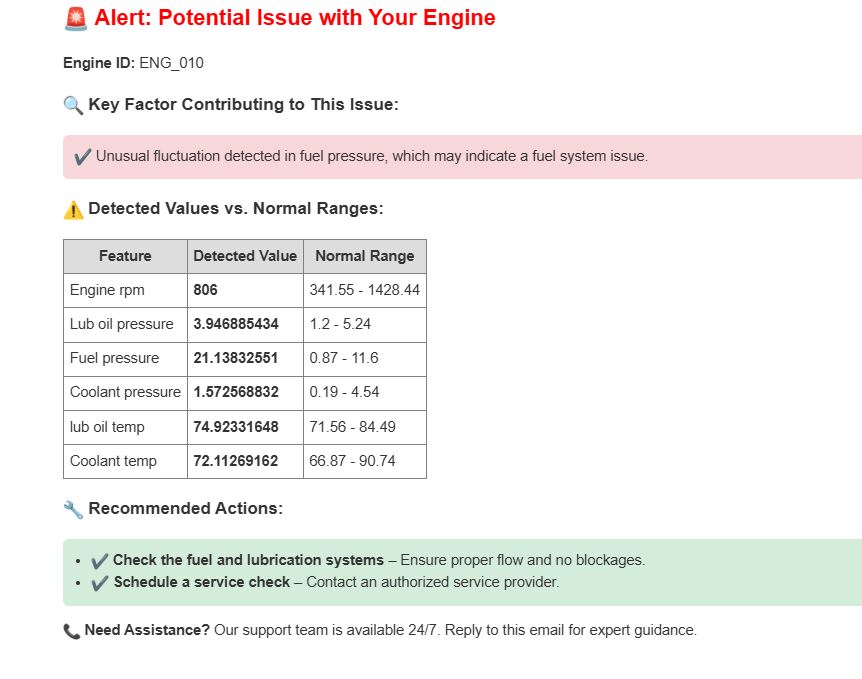 🚨 Alert: Potential Issue with Your Engine
Engine ID: ENG_010
🔍 Key Factor Contributing to This Issue:
✔ Unusual fluctuation detected in fuel pressure, which may indicate a fuel system issue.
⚠ Detected Values vs. Normal Ranges:
Feature Detected Value Normal Range
Engine rpm 806 341.55 - 1428.44
Lub oil pressure 3.946885434 1.2 - 5.24
Fuel pressure 21.13832551 0.87 - 11.6
Coolant pressure 1.572568832 0.19 - 4.54
lub oil temp 74.92331648 71.56 - 84.49
Coolant temp 72.11269162 66.87 - 90.74
🔧 Recommended Actions:
• ✔ Check the fuel and lubrication systems – Ensure proper flow and no blockages.
• ✔ Schedule a service check – Contact an authorized service provider.
📞 Need Assistance? Our support team is available 24/7. Reply to this email for expert guidance.